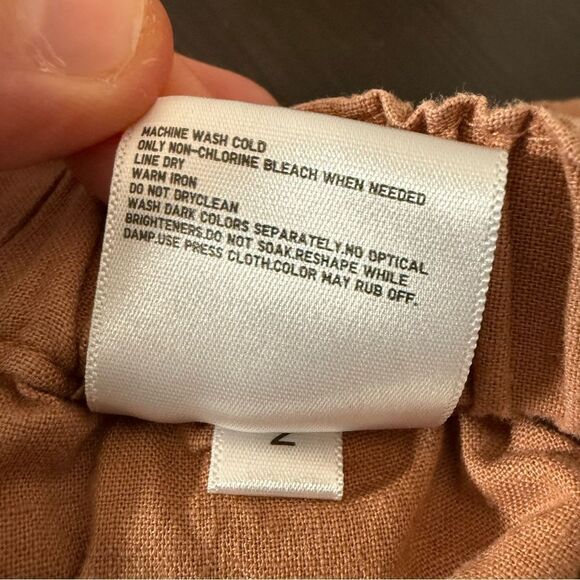 MACHINE WASH COLD
ONLY NON-CHLORINE BLEACH WHEN NEEDED
LINE DRY
WARM IRON
DO NOT DRYCLEAN
WASH DARK COLORS SEPARATELY.NO OPTICAL
BRIGHTENERS.DO NOT SOAK.RESHAPE WHILE
DAMP.USE PRESS CLOTH.COLOR MAY RUB OFF.